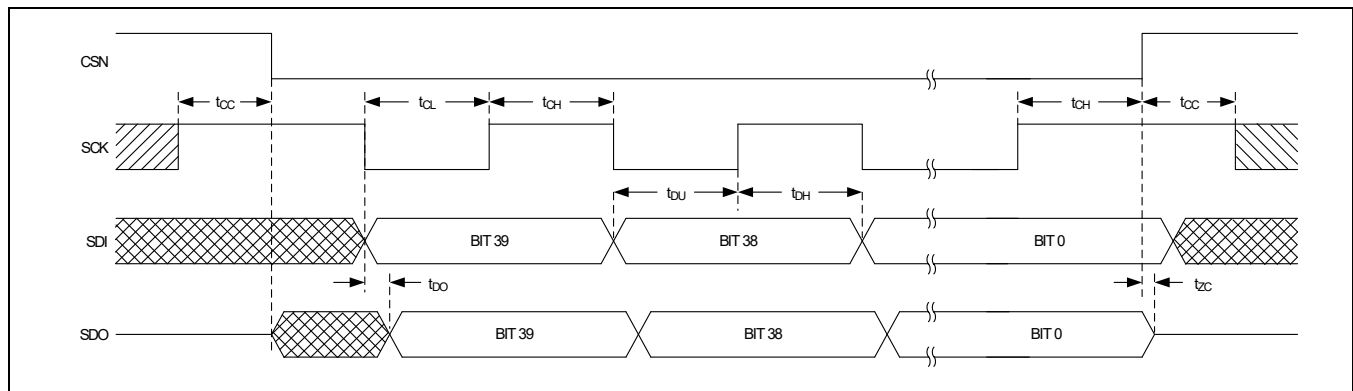 CSN
tCC tCL tCH tCH tCC
SCK
tDU tDH
SDI BIT 39 BIT 38 BIT 0
tDO tZC
SDO BIT 39 BIT 38 BIT 0